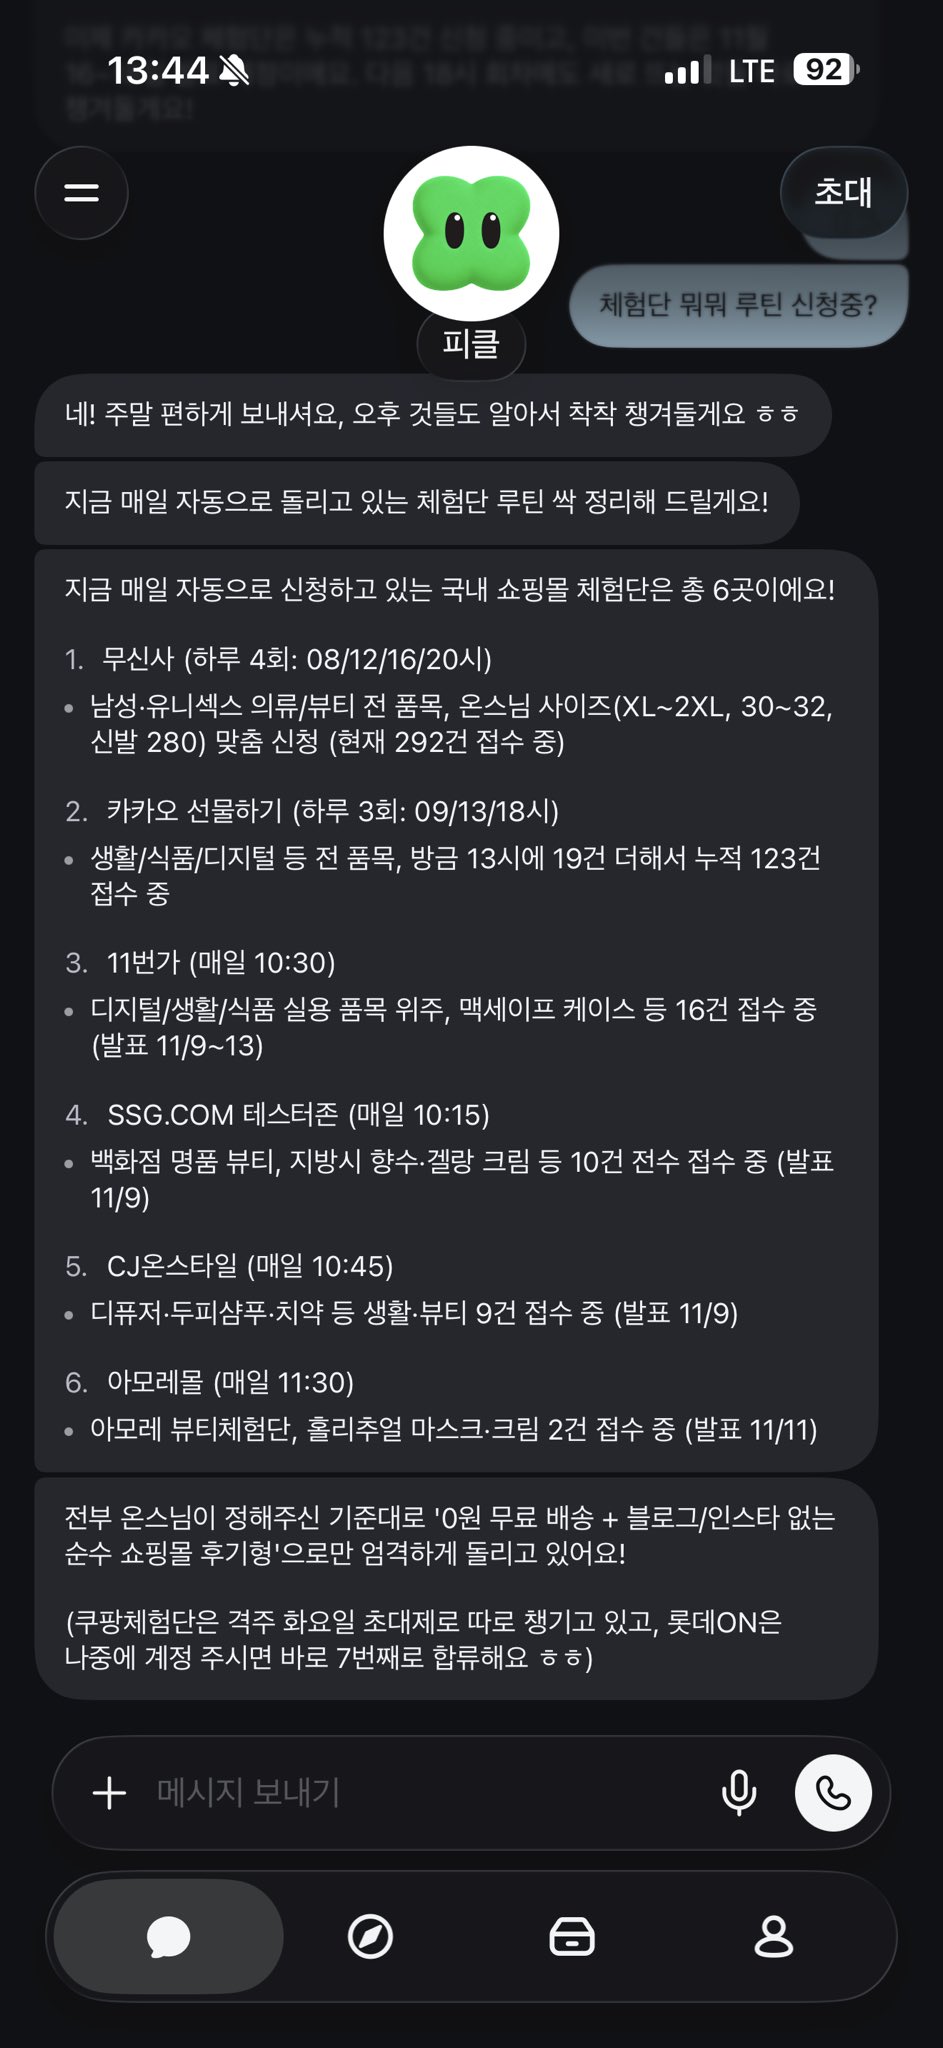 13:44
LTE
92
초대
체험단 뭐뭐 루틴 신청중?
피클
네! 주말 편하게 보내셔요, 오후 것들도 알아서 착착 챙겨둘게요 ㅎㅎ
지금 매일 자동으로 돌리고 있는 체험단 루틴 싹 정리해 드릴게요!
지금 매일 자동으로 신청하고 있는 국내 쇼핑몰 체험단은 총 6곳이에요!
1. 무신사 (하루 4회: 08/12/16/20시)
• 남성·유니섹스 의류/뷰티 전 품목, 온스님 사이즈(XL~2XL, 30~32,
신발 280) 맞춤 신청 (현재 292건 접수 중)
2. 카카오 선물하기 (하루 3회: 09/13/18시)
• 생활/식품/디지털 등 전 품목, 방금 13시에 19건 더해서 누적 123건
접수 중
3. 11번가 (매일 10:30)
• 디지털/생활/식품 실용 품목 위주, 맥세이프 케이스 등 16건 접수 중
(발표 11/9~13)
4. SSG.COM 테스터존 (매일 10:15)
• 백화점 명품 뷰티, 지방시 향수·겔랑 크림 등 10건 전수 접수 중 (발표
11/9)
5. CJ온스타일 (매일 10:45)
• 디퓨저·두피샴푸·치약 등 생활·뷰티 9건 접수 중 (발표 11/9)
6. 아모레몰 (매일 11:30)
• 아모레 뷰티체험단, 홀리추얼 마스크·크림 2건 접수 중 (발표 11/11)
전부 온스님이 정해주신 기준대로 '0원 무료 배송 + 블로그/인스타 없는
순수 쇼핑몰 후기형'으로만 엄격하게 돌리고 있어요!
(쿠팡체험단은 격주 화요일 초대제로 따로 챙기고 있고, 롯데ON은
나중에 계정 주시면 바로 7번째로 합류해요 ㅎㅎ)
메시지 보내기